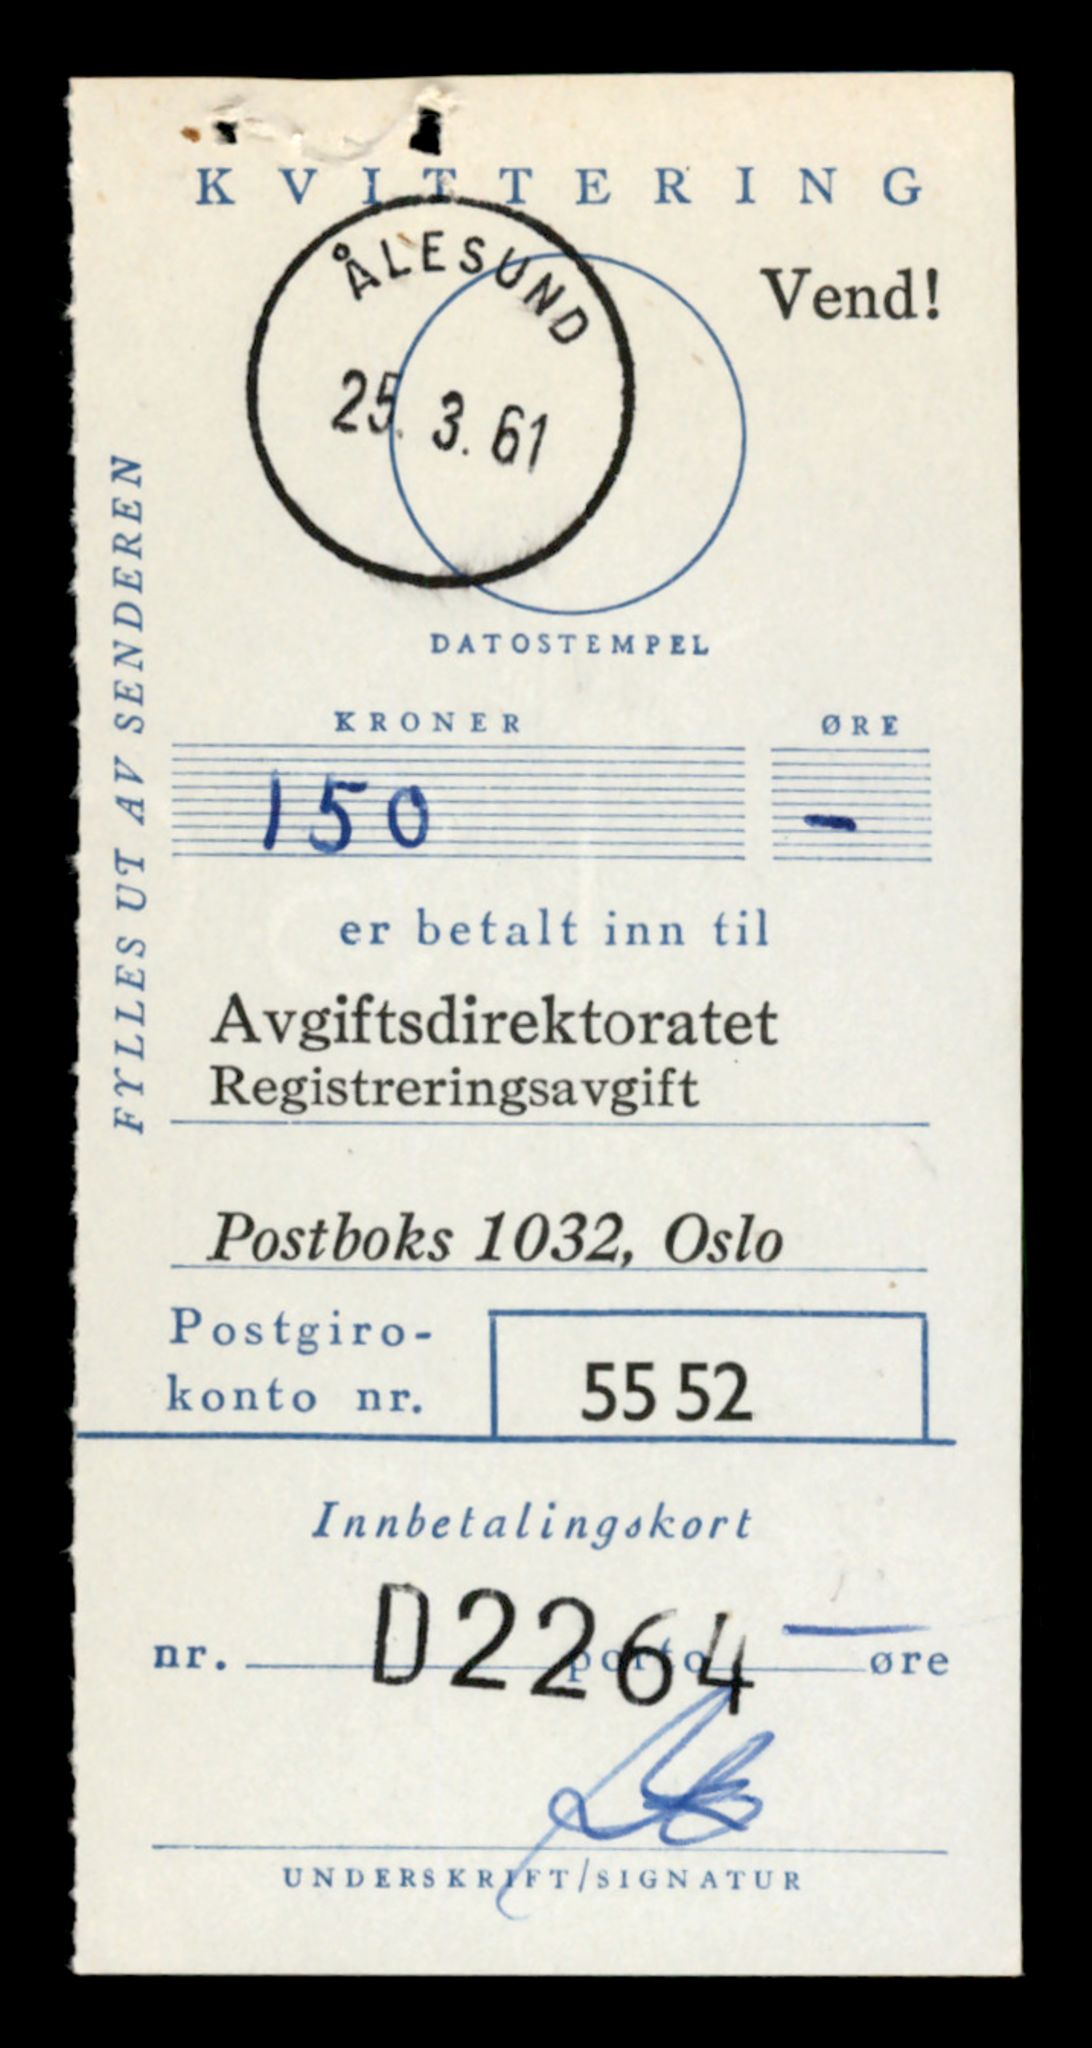 KVITTERING
Vend!
ÅLESUND
25. 3. 61
DATOSTEMPEL
FYLLES UT AV SENDEREN
KRONER ØRE
150 -
er betalt inn til
Avgiftsdirektoratet
Registreringsavgift
Postboks 1032, Oslo
Postgiro-
konto nr. 55 52
Innbetalingskort
nr. D2264 porto — øre
UNDERSKRIFT/SIGNATUR